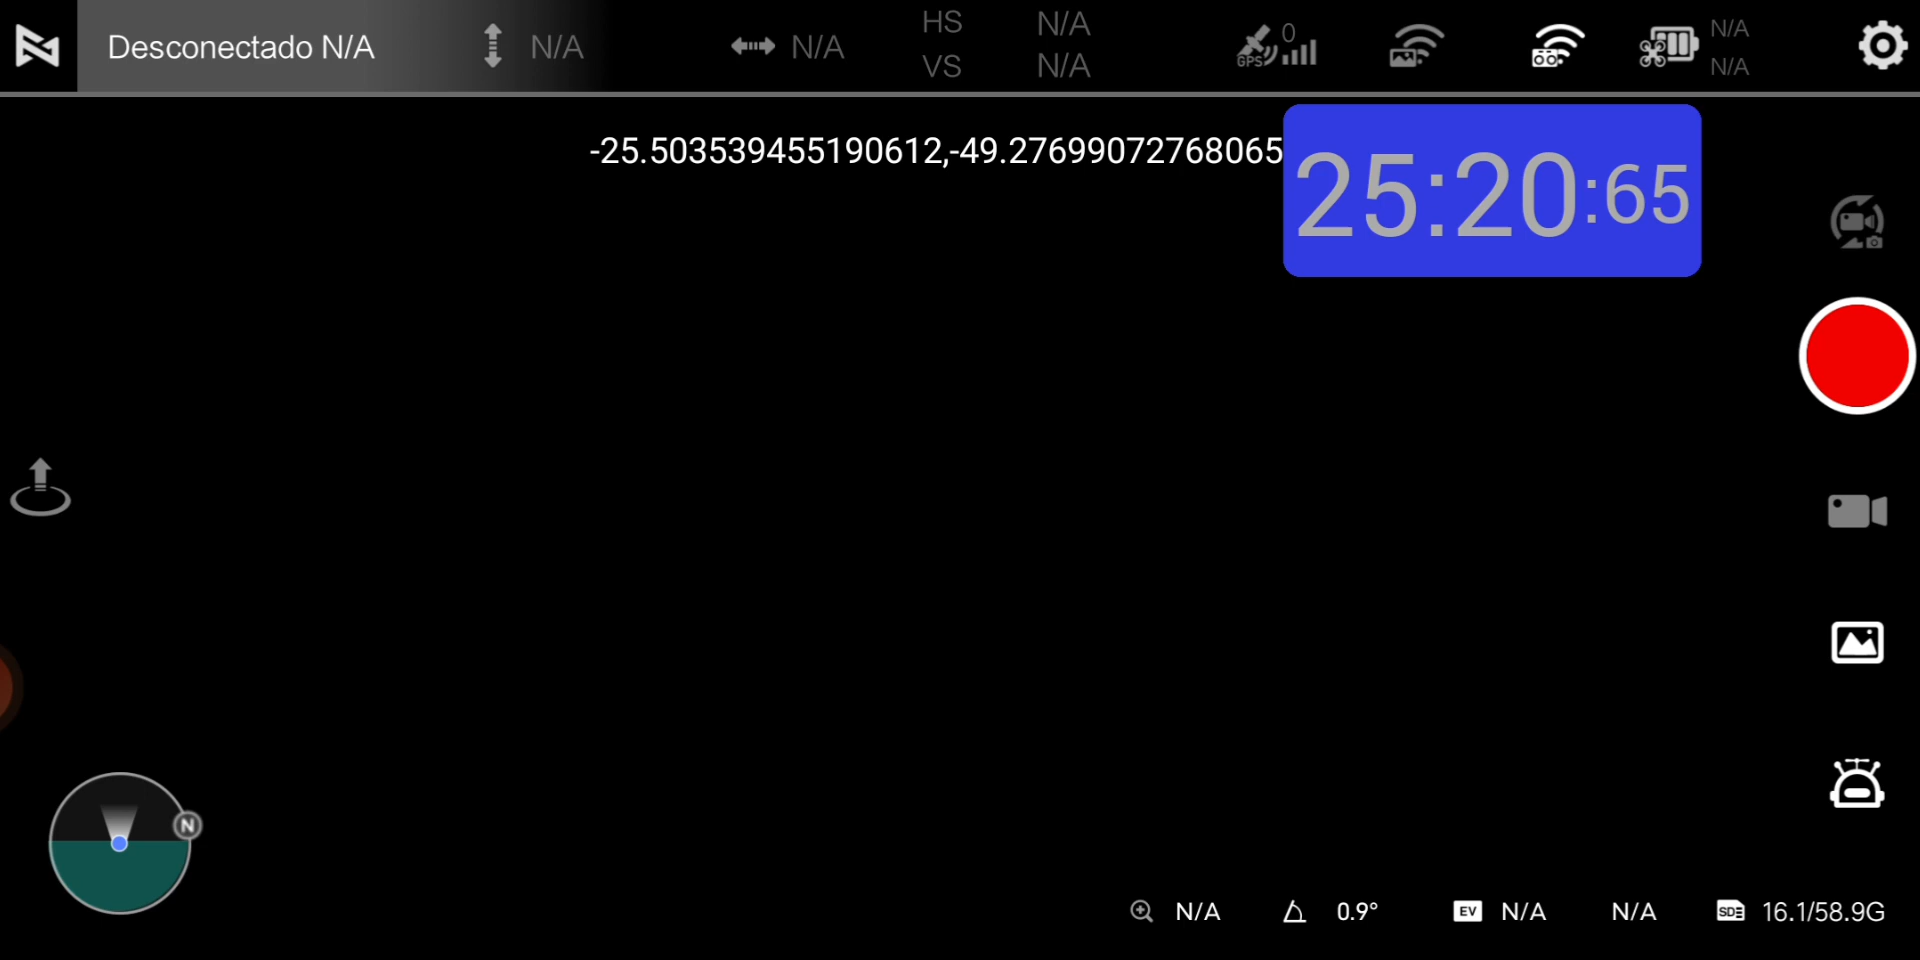 Desconectado N/A
N/A
N/A
HS N/A
VS N/A
GPS 0
N/A
N/A
-25.503539455190612,-49.27699072768065
25:20:65
N
N/A
0.9°
EV N/A
N/A
SD 16.1/58.9G